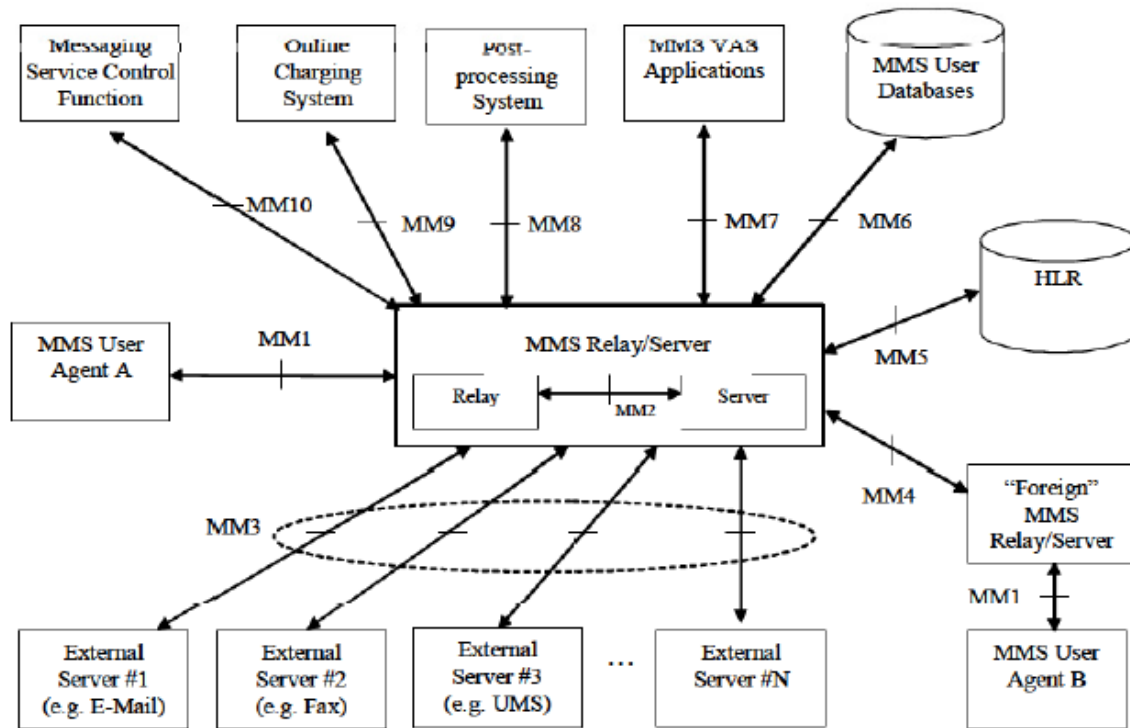 Messaging
Service Control
Function
Online
Charging
System
Post-
processing
System
MM3 VA3
Applications
MMS User
Databases
MM10
MM9
MM8
MM7
MM6
HLR
MMS User
Agent A
MM1
MMS Relay/Server
Relay
MM2
Server
MM5
MM3
MM4
“Foreign”
MMS
Relay/Server
MM1
External
Server #1
(e.g. E-Mail)
External
Server #2
(e.g. Fax)
External
Server #3
(e.g. UMS)
...
External
Server #N
MMS User
Agent B